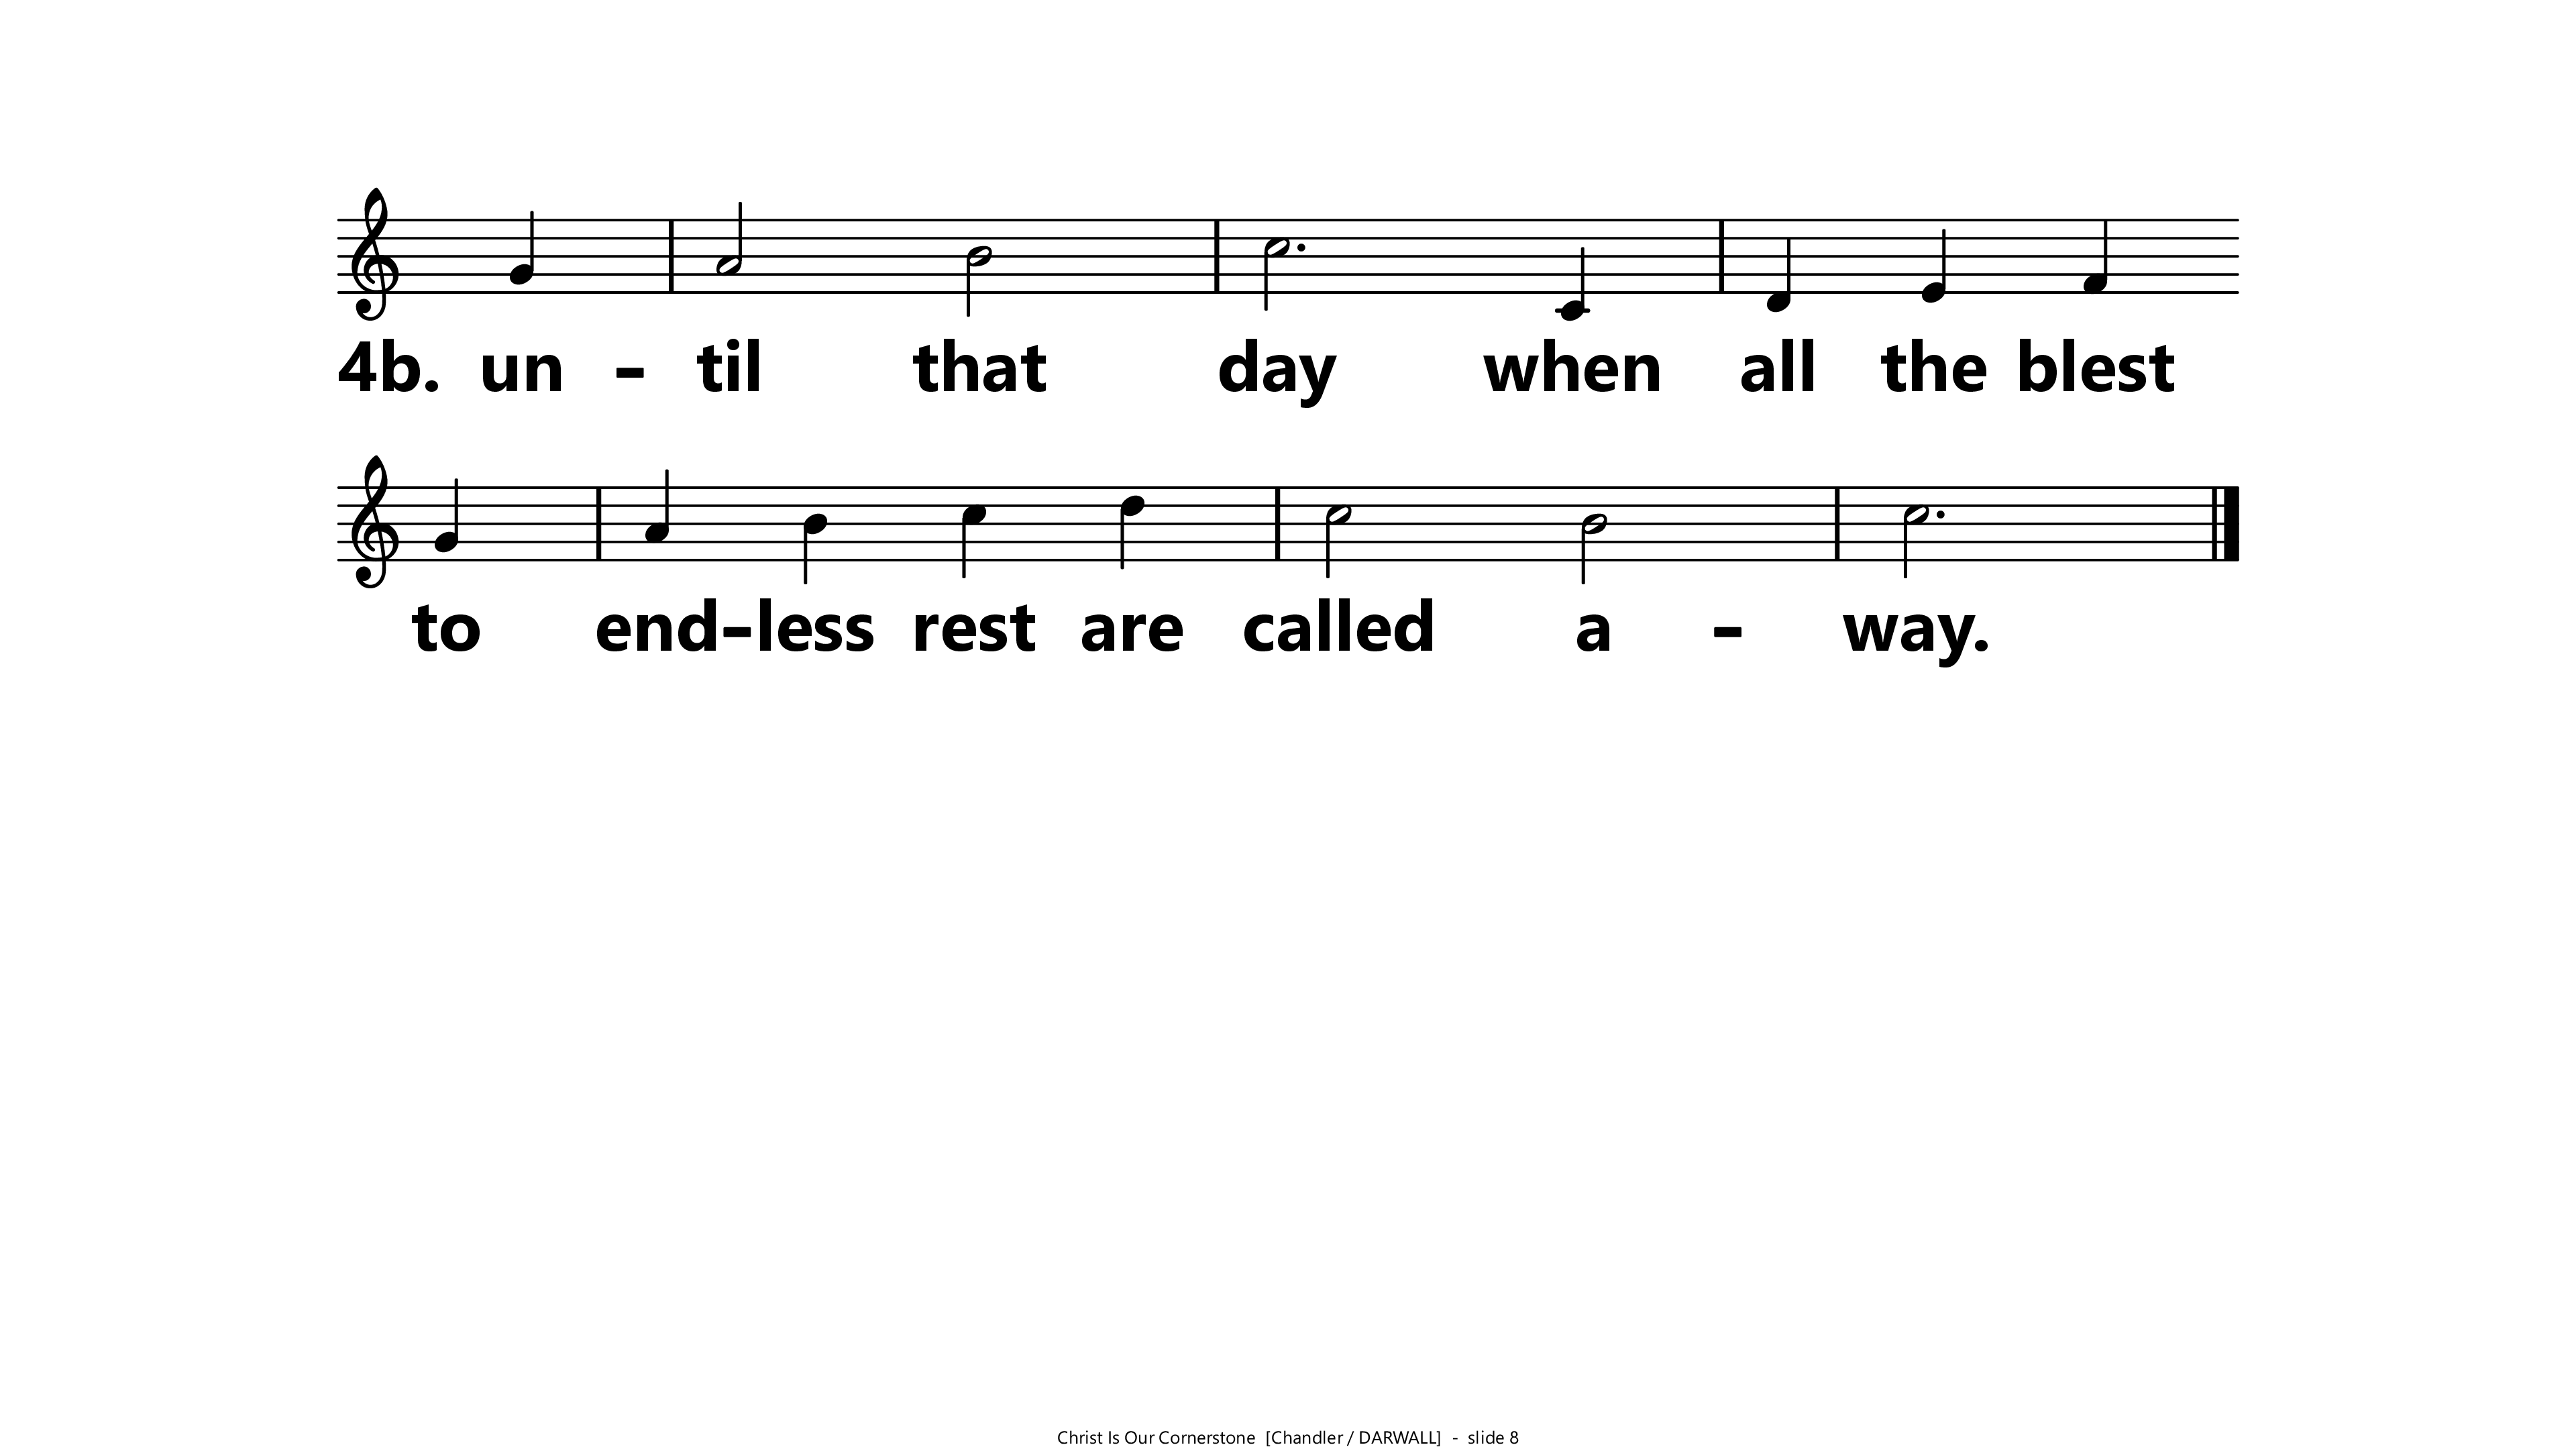 4b. un - til that day when all the blest
to end-less rest are called a - way.
Christ Is Our Cornerstone [Chandler / DARWALL] - slide 8